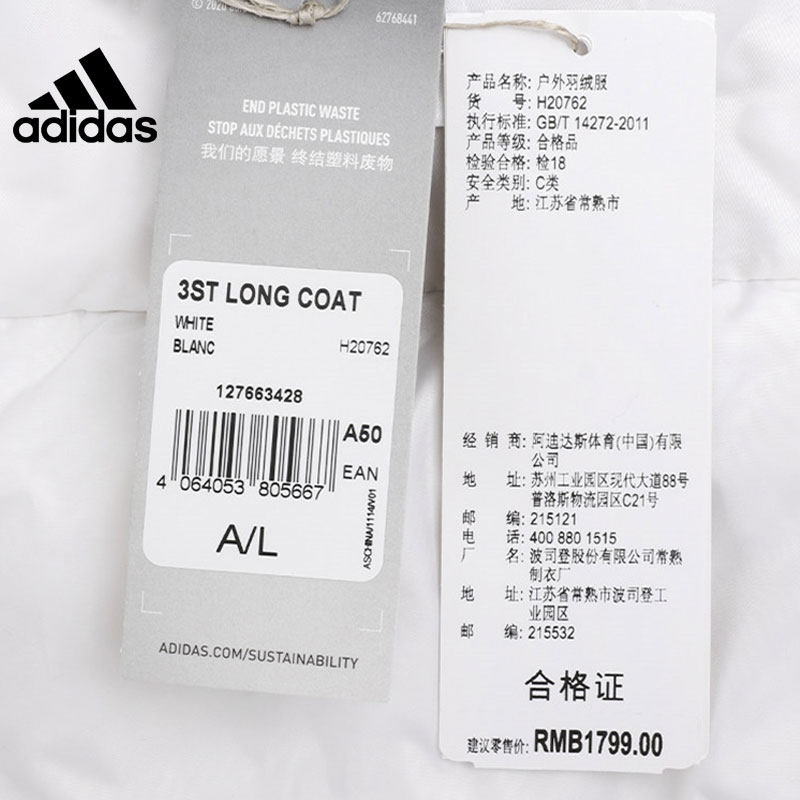 adidas
© 2020
62768441
END PLASTIC WASTE
STOP AUX DÉCHETS PLASTIQUES
我们的愿景 终结塑料废物
3ST LONG COAT
WHITE
BLANC H20762
127663428
A50
EAN
4 064053 805667
A/L
ASCHINA/1114/V01
ADIDAS.COM/SUSTAINABILITY
产品名称: 户外羽绒服
货 号: H20762
执行标准: GB/T 14272-2011
产品等级: 合格品
检验合格: 检18
安全类别: C类
产 地: 江苏省常熟市
经 销 商: 阿迪达斯体育(中国)有限
公司
地 址: 苏州工业园区现代大道88号
普洛斯物流园区C21号
邮 编: 215121
电 话: 400 880 1515
厂 名: 波司登股份有限公司常熟
制衣厂
地 址: 江苏省常熟市波司登工
业园区
邮 编: 215532
合格证
建议零售价: RMB1799.00